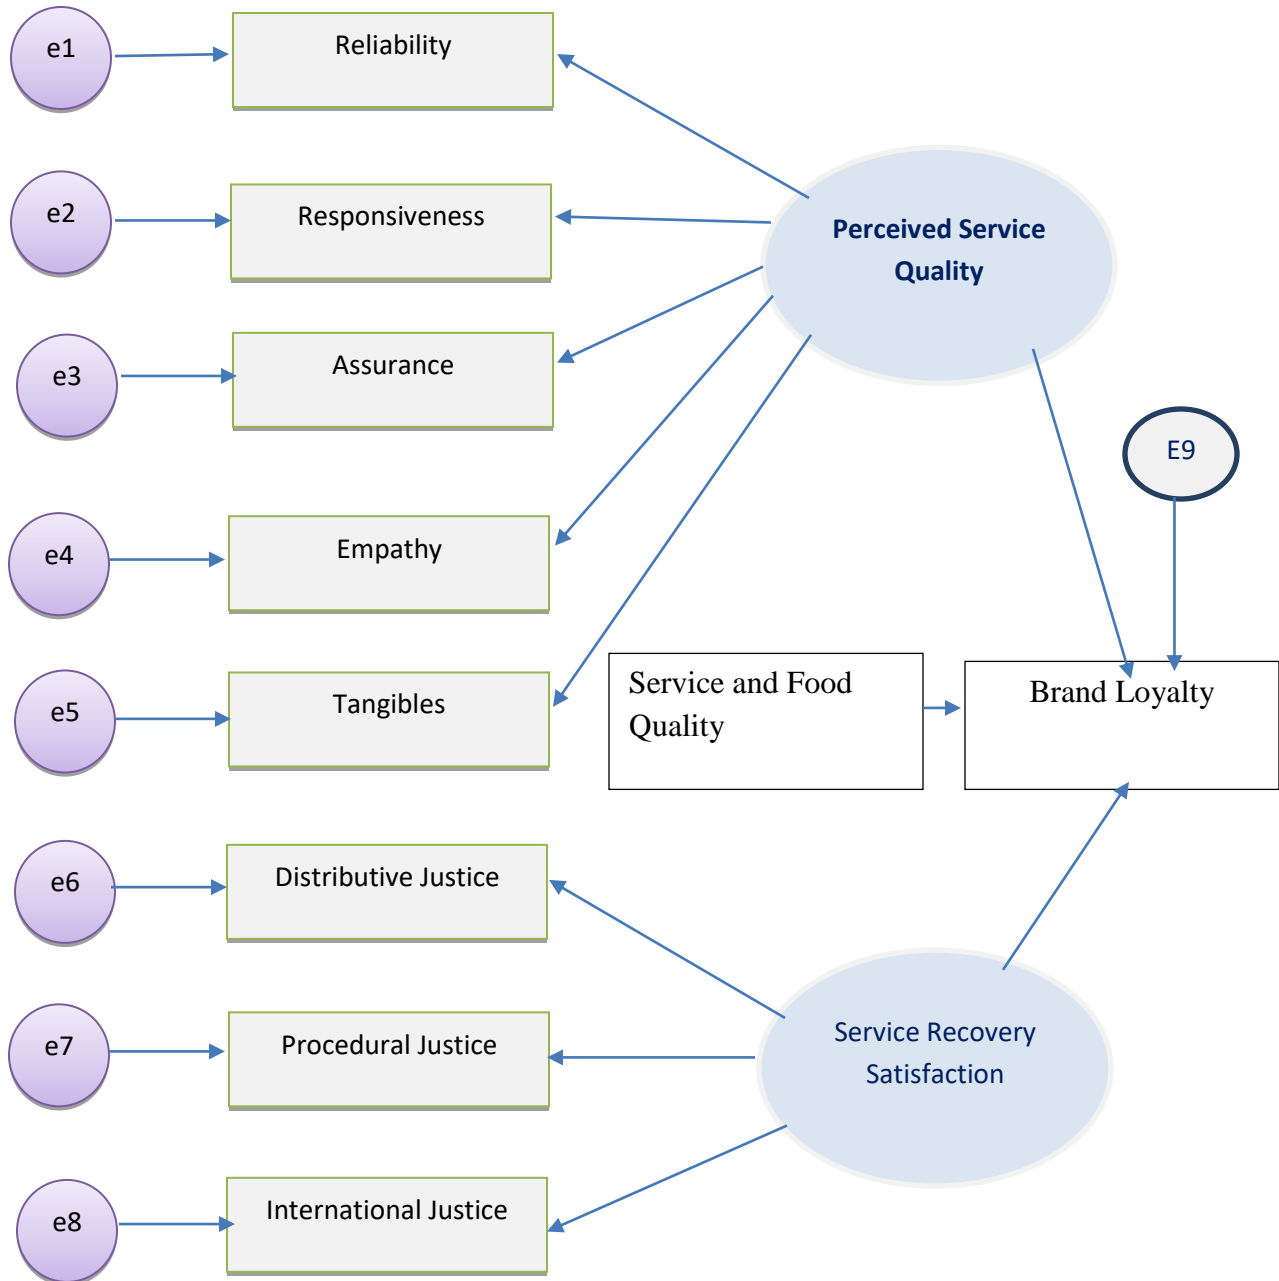 e1
Reliability
e2
Responsiveness
Perceived Service
Quality
e3
Assurance
E9
e4
Empathy
e5
Tangibles
Service and Food
Quality
Brand Loyalty
e6
Distributive Justice
e7
Procedural Justice
Service Recovery
Satisfaction
e8
International Justice